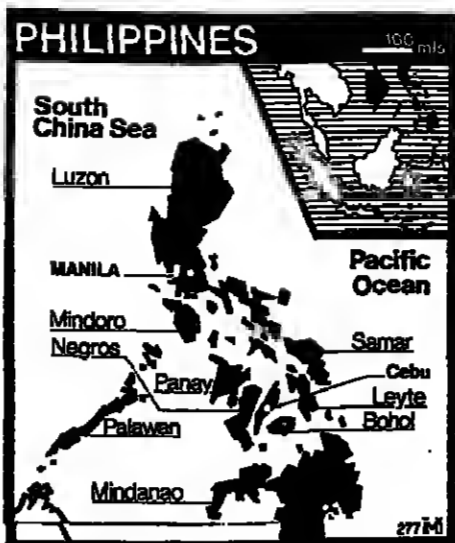 PHILIPPINES
100 mls
South
China Sea
Luzon
MANILA
Pacific
Ocean
Mindoro
Negros
Samar
Cebu
Panay
Leyte
Bohol
Palawan
Mindanao
277